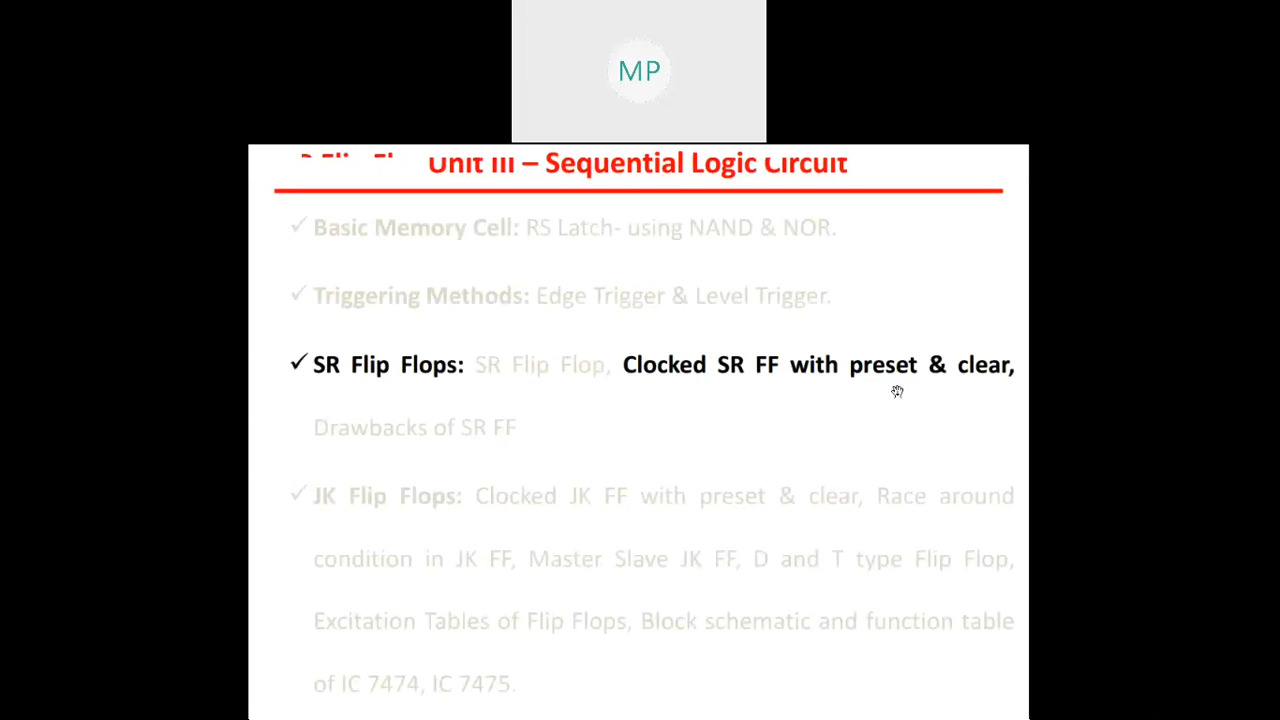 MP
Unit III – Sequential Logic Circuit
✓ Basic Memory Cell: RS Latch- using NAND & NOR.
✓ Triggering Methods: Edge Trigger & Level Trigger.
✓ SR Flip Flops: SR Flip Flop, Clocked SR FF with preset & clear,
Drawbacks of SR FF
✓ JK Flip Flops: Clocked JK FF with preset & clear, Race around
condition in JK FF, Master Slave JK FF, D and T type Flip Flop,
Excitation Tables of Flip Flops, Block schematic and function table
of IC 7474, IC 7475.